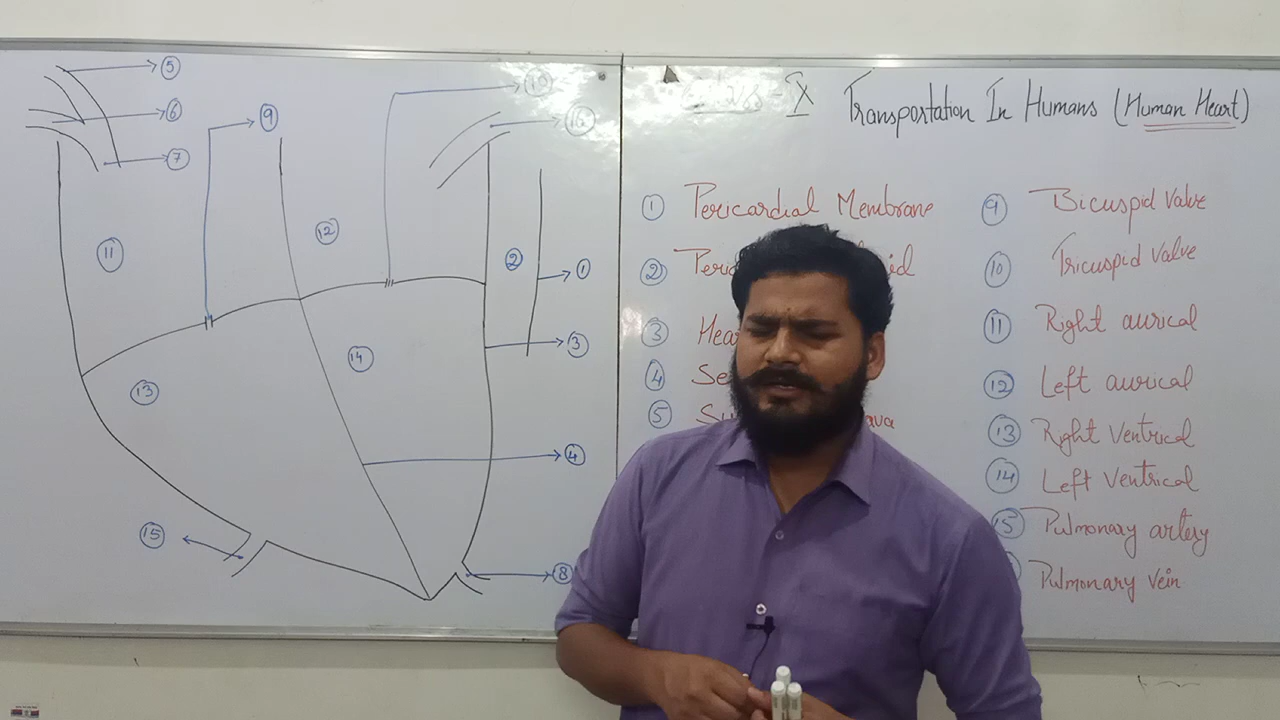 X Transportation In Humans (Human Heart)
① Pericardial Membrane
②
③
④
⑤
⑨ Bicuspid Valve
⑩ Tricuspid Valve
⑪ Right aurical
⑫ Left aurical
⑬ Right Ventrical
⑭ Left Ventrical
⑮ Pulmonary artery
Pulmonary vein
⑤
⑥
⑦
⑨
⑩
⑯
⑪
⑫
②
①
③
⑭
⑬
④
⑮
⑧